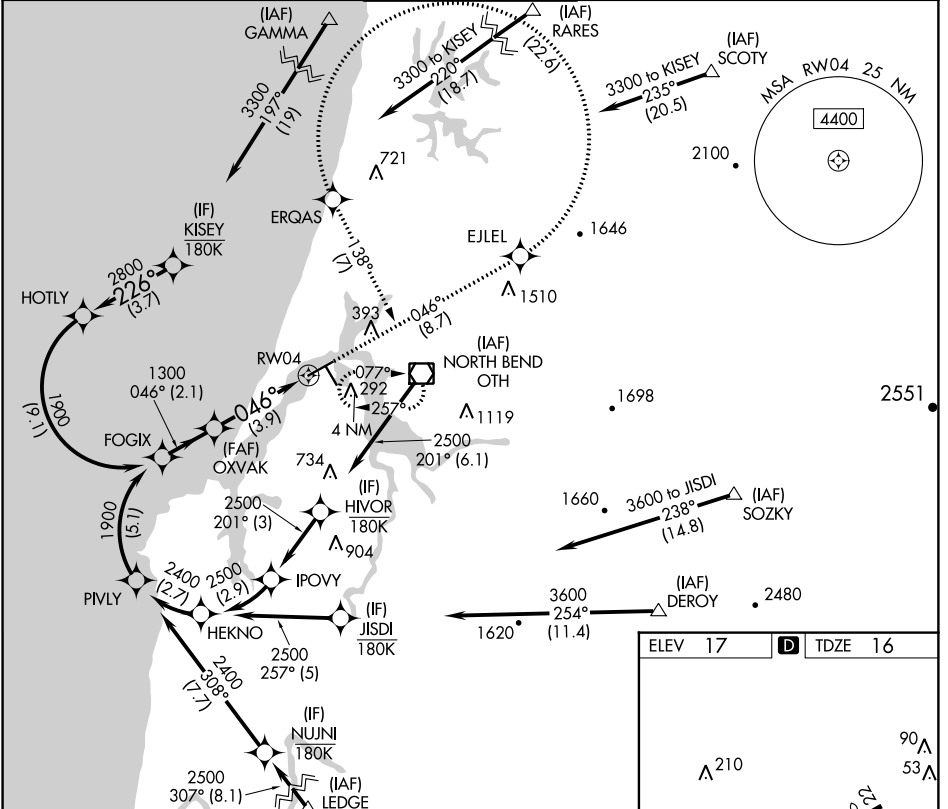 (IAF)
GAMMA
3300
197°
(19)
3300 to KISEY
220°
(18.7)
(IAF)
RARES
(22.6)
3300 to KISEY
235°
(20.5)
(IAF)
SCOTY
MSA RW04 25 NM
4400
2100
721
ERQAS
138°
(7)
EJLEL
1646
1510
(IF)
KISEY
180K
2800
226°
(3.7)
HOTLY
1900
(9.1)
393
046°
(8.7)
RW04
(IAF)
NORTH BEND
OTH
077°
292
257°
4 NM
1119
1698
2551
1300
046° (2.1)
046°
(3.9)
FOGIX
(FAF)
OXVAK
2500
201° (6.1)
734
(IF)
HIVOR
180K
2500
201° (3)
904
1660
3600 to JISDI
238°
(14.8)
(IAF)
SOZKY
1900
(5.1)
PIVLY
2400
(2.7)
2500
(2.9)
IPOVY
HEKNO
(IF)
JISDI
180K
2500
257° (5)
3600
254°
(11.4)
(IAF)
DEROY
1620
2480
2400
308°
(7.7)
(IF)
NUJNI
180K
2500
307° (8.1)
(IAF)
LEDGE
ELEV 17
D
TDZE 16
210
90
53
22